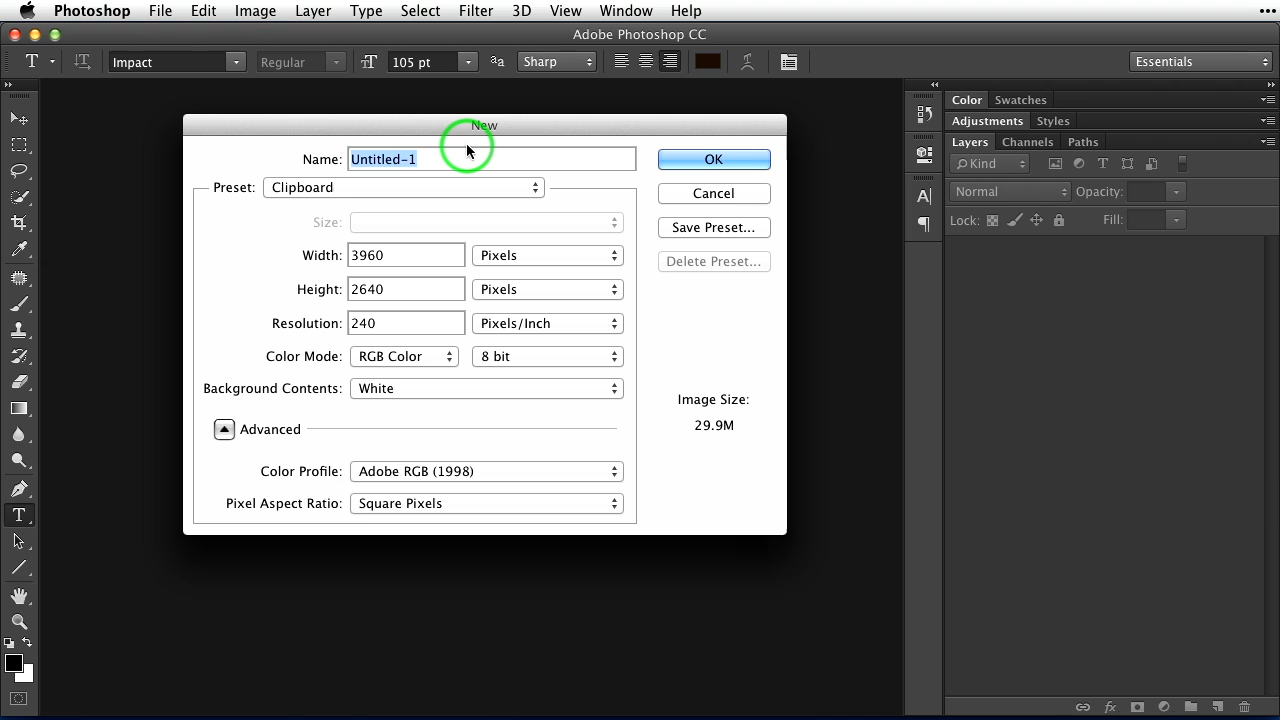 Photoshop File Edit Image Layer Type Select Filter 3D View Window Help
Adobe Photoshop CC
T Impact Regular T 105 pt aa Sharp Essentials
New
Name: Untitled-1 OK
Preset: Clipboard Cancel
Size: Save Preset...
Width: 3960 Pixels Delete Preset...
Height: 2640 Pixels
Resolution: 240 Pixels/Inch
Color Mode: RGB Color 8 bit
Background Contents: White
Image Size:
29.9M
Advanced
Color Profile: Adobe RGB (1998)
Pixel Aspect Ratio: Square Pixels
Color Swatches
Adjustments Styles
Layers Channels Paths
Kind T
Normal Opacity:
Lock: Fill:
A
T
fx